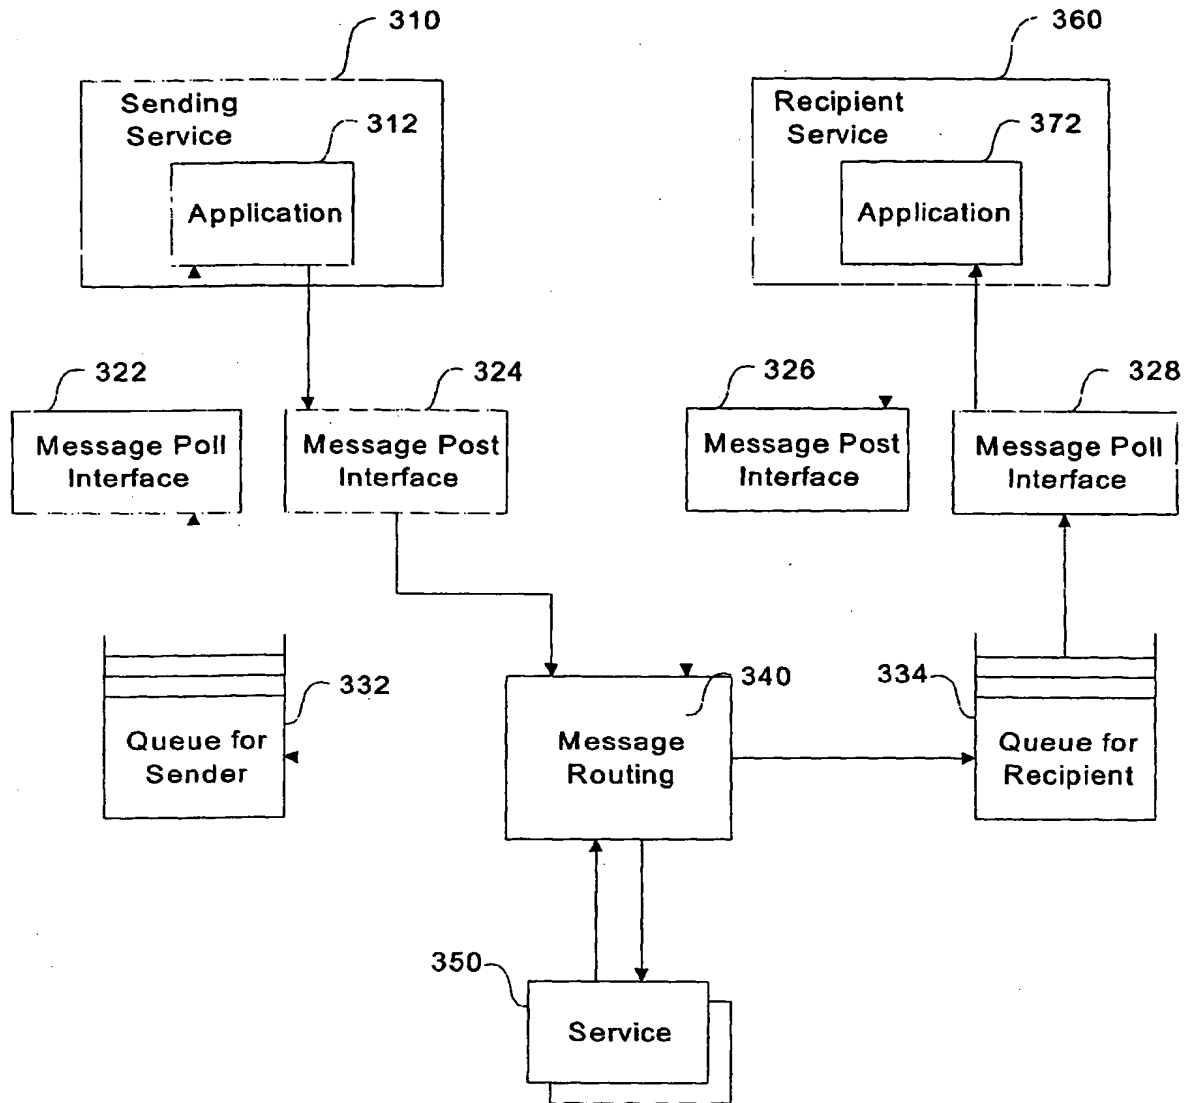 310
360
Sending
Service
312
Recipient
Service
372
Application
Application
322
324
326
328
Message Poll
Interface
Message Post
Interface
Message Post
Interface
Message Poll
Interface
332
340
334
Queue for
Sender
Message
Routing
Queue for
Recipient
350
Service